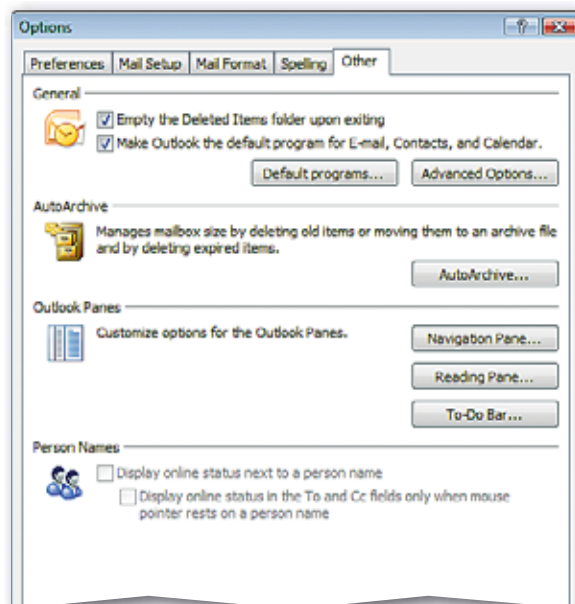 Options
Preferences Mail Setup Mail Format Spelling Other
General
Empty the Deleted Items folder upon exiting
Make Outlook the default program for E-mail, Contacts, and Calendar.
Default programs... Advanced Options...
AutoArchive
Manages mailbox size by deleting old items or moving them to an archive file
and by deleting expired items.
AutoArchive...
Outlook Panes
Customize options for the Outlook Panes.
Navigation Pane...
Reading Pane...
To-Do Bar...
Person Names
Display online status next to a person name
Display online status in the To and Cc fields only when mouse
pointer rests on a person name